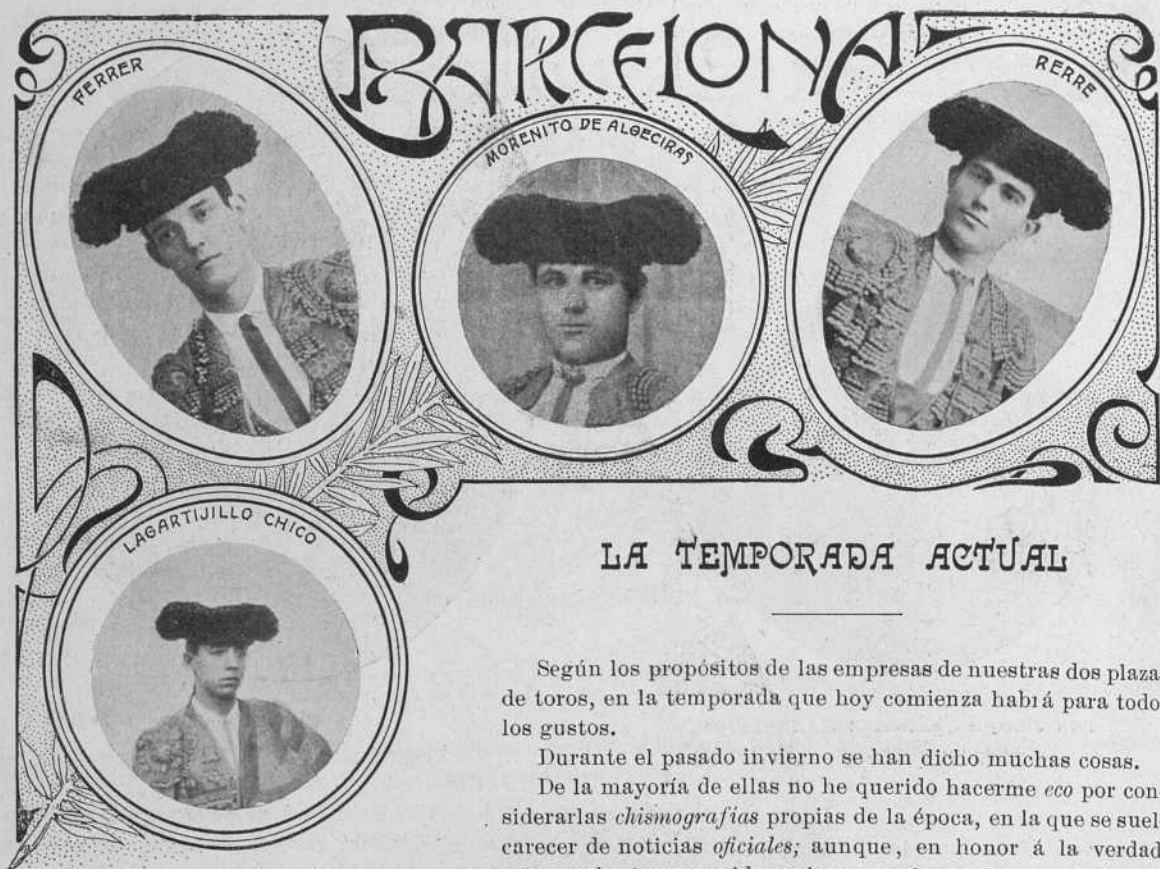 BARCELONA
FERRER
MORENITO DE ALGECIRAS
RERRE
LAGARTIJILLO CHICO
LA TEMPORADA ACTUAL
Según los propósitos de las empresas de nuestras dos plaza
de toros, en la temporada que hoy comienza habrá para todo
los gustos.
Durante el pasado invierno se han dicho muchas cosas.
De la mayoría de ellas no he querido hacerme eco por con-
siderarlas chismografías propias de la época, en la que se suel
carecer de noticias oficiales; aunque, en honor á la verdad